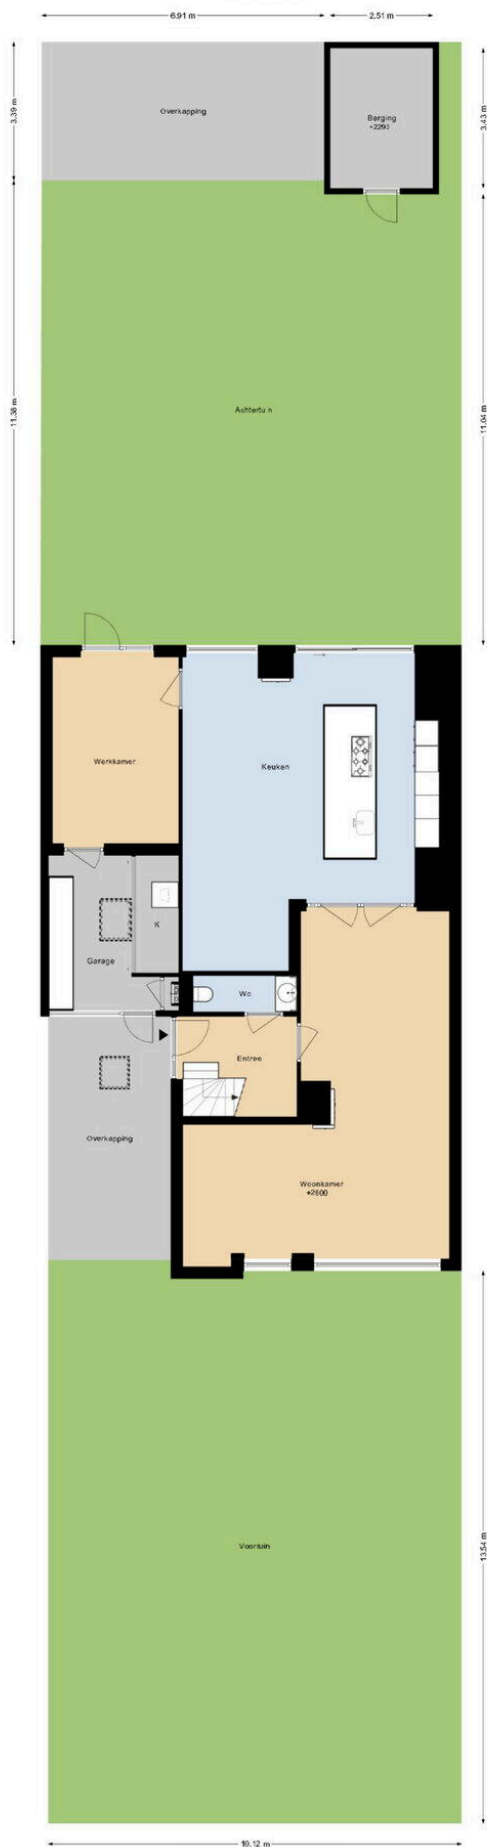 6.91 m
2.51 m
3.39 m
Overkapping
Berging
+2293
3.43 m
11.38 m
Achtertuin
11.04 m
Werkkamer
Keuken
K
Garage
Wc
Entree
Overkapping
Woonkamer
+2600
Voortuin
13.54 m
10.12 m